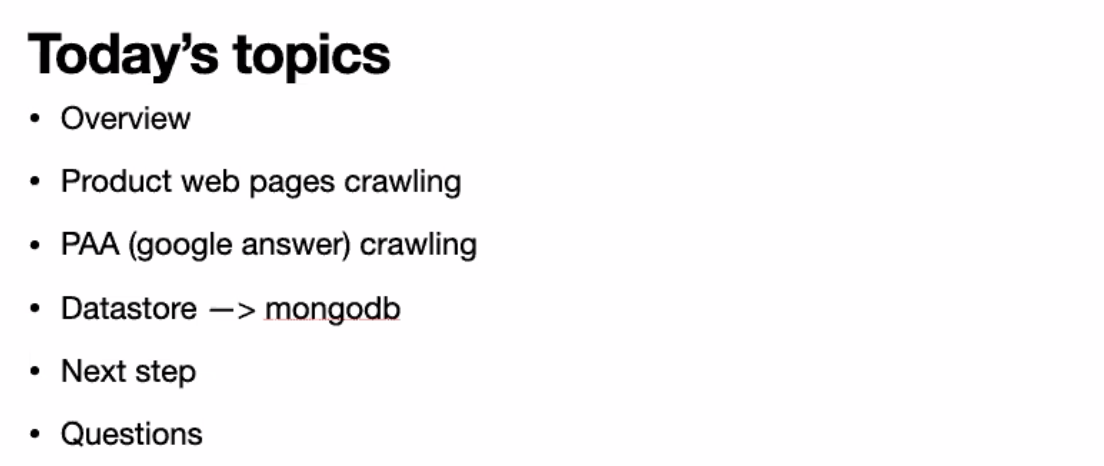 Today’s topics
• Overview
• Product web pages crawling
• PAA (google answer) crawling
• Datastore —> mongodb
• Next step
• Questions